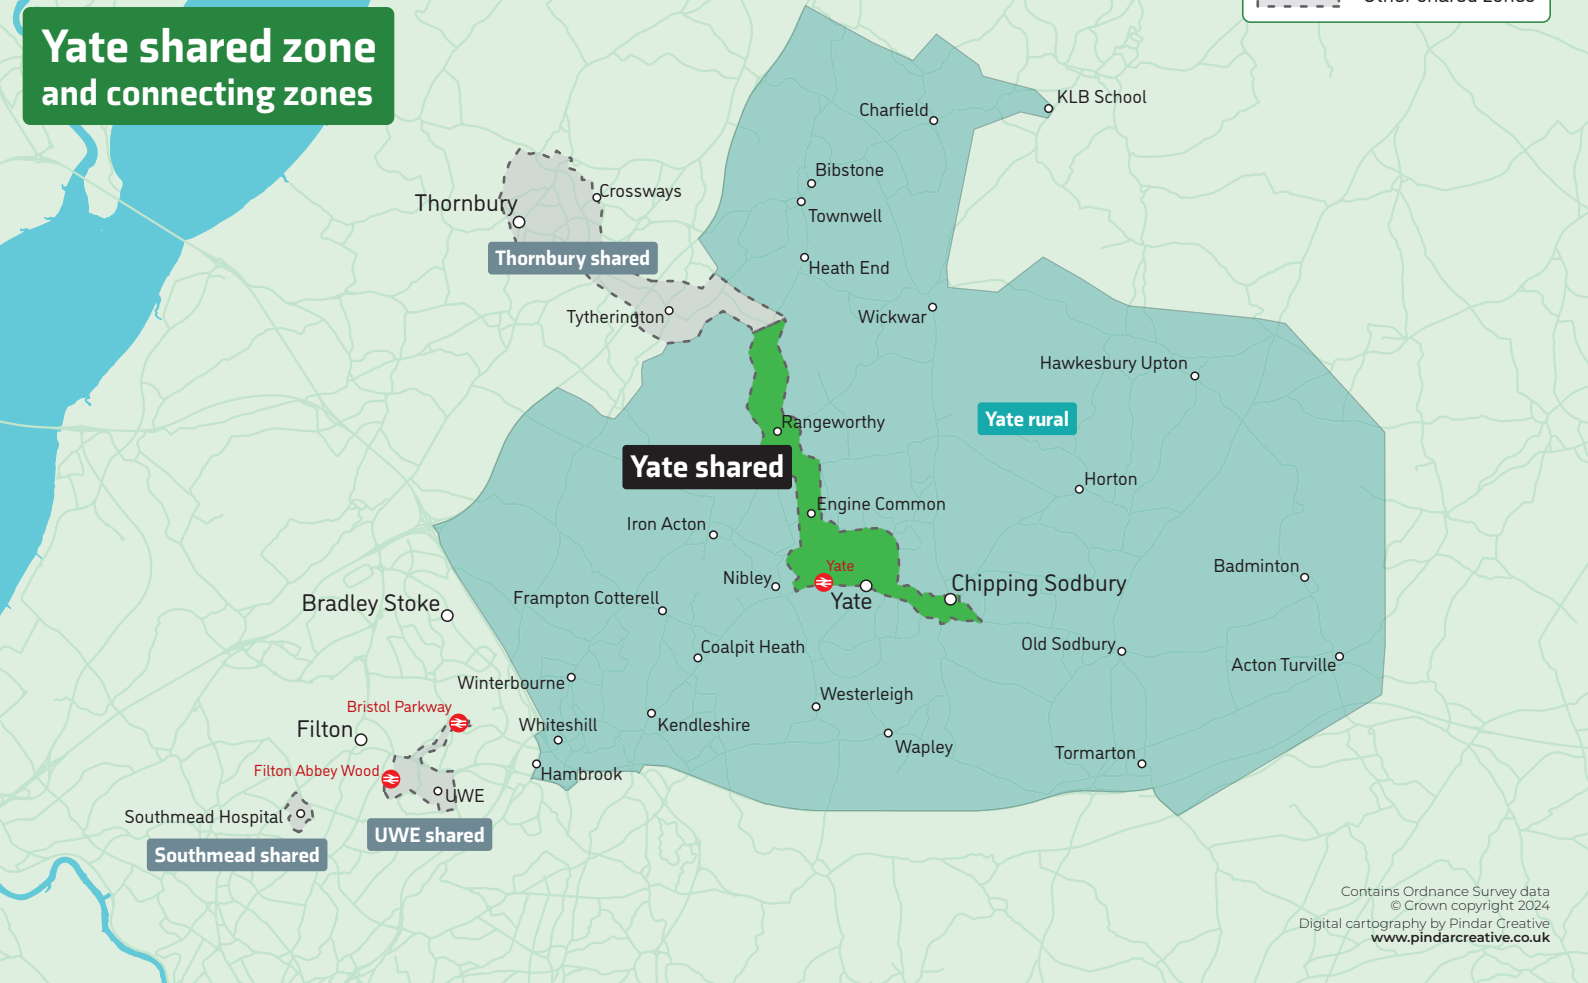 Yate shared zone
and connecting zones
Other shared zones
KLB School
Charfield
Bibstone
Crossways
Thornbury
Townwell
Thornbury shared
Heath End
Tytherington
Wickwar
Hawkesbury Upton
Yate rural
Rangeworthy
Yate shared
Horton
Engine Common
Iron Acton
Yate
Badminton
Nibley
Chipping Sodbury
Frampton Cotterell
Yate
Bradley Stoke
Coalpit Heath
Old Sodbury
Acton Turville
Winterbourne
Westerleigh
Bristol Parkway
Whiteshill
Kendleshire
Filton
Wapley
Tormarton
Filton Abbey Wood
Hambrook
UWE
Southmead Hospital
UWE shared
Southmead shared
Contains Ordnance Survey data
© Crown copyright 2024
Digital cartography by Pindar Creative
www.pindarcreative.co.uk